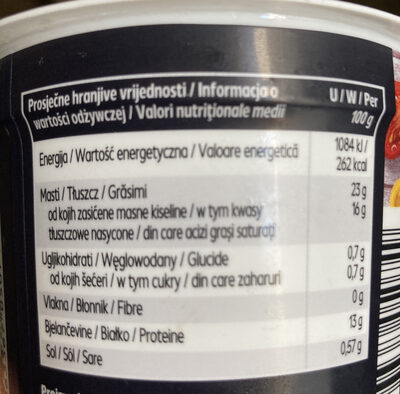 Prosječne hranjive vrijednosti / Informacja o
wartości odżywczej / Valori nutriționale medii
U / W / Per
100 g
Energija / Wartość energetyczna / Valoare energetică
1084 kJ /
262 kcal
Masti / Tłuszcz / Grăsimi
23 g
od kojih zasićene masne kiseline / w tym kwasy
16 g
tłuszczowe nasycone / din care acizi grași saturați
Ugljikohidrati / Węglowodany / Glucide
0,7 g
od kojih šećeri / w tym cukry / din care zaharuri
0,7 g
Vlakna / Błonnik / Fibre
0 g
Bjelančevine / Białko / Proteine
13 g
Sol / Sól / Sare
0,57 g